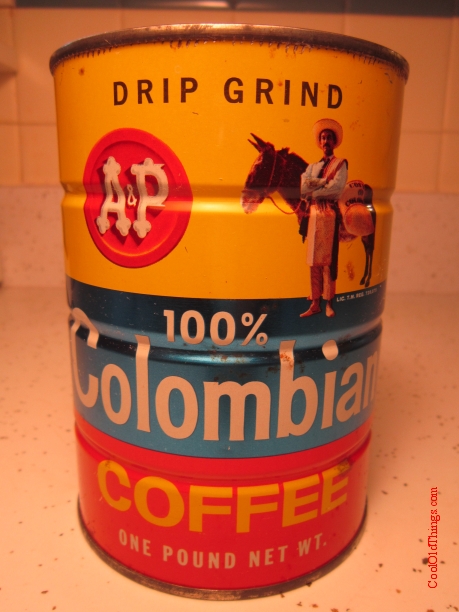 DRIP GRIND
A&P
100%
Colombian
COFFEE
ONE POUND NET WT.
CoolOldThings.com